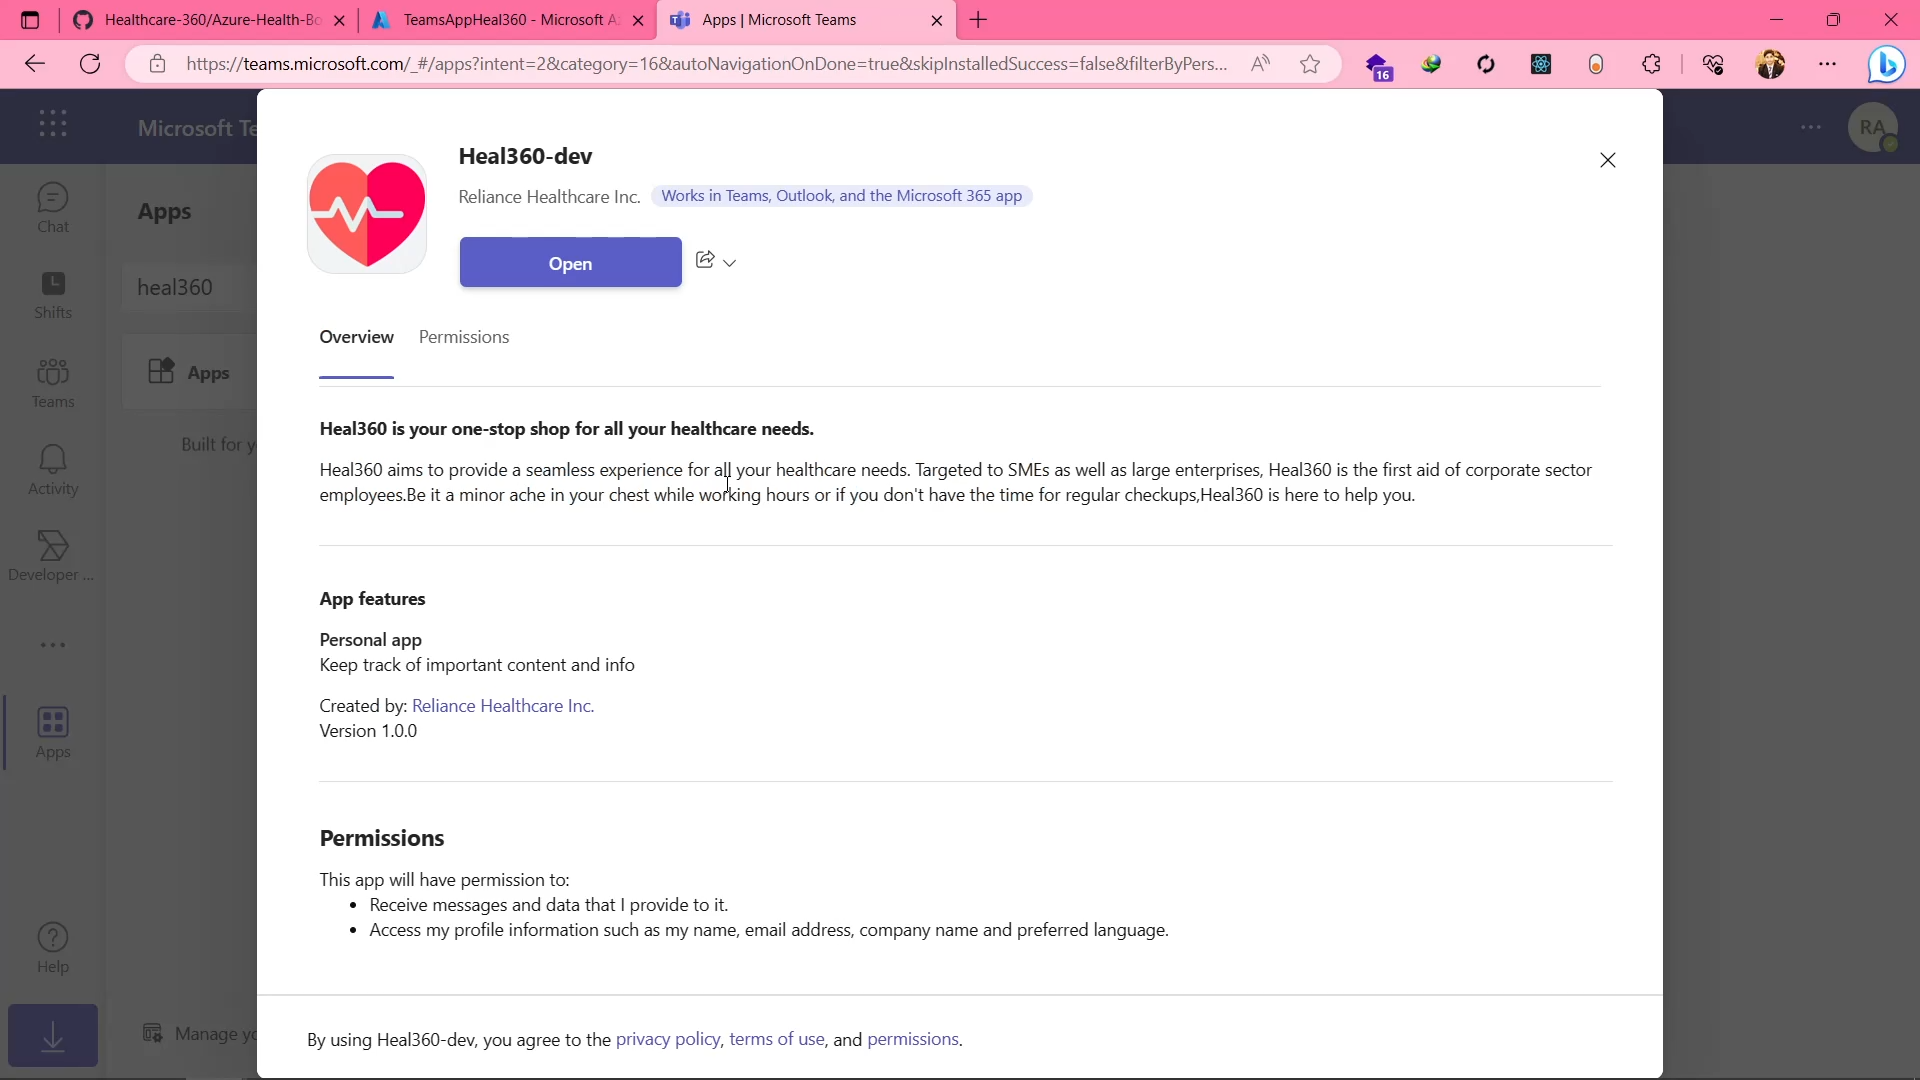 Healthcare-360/Azure-Health-Bo
TeamsAppHeal360 - Microsoft A
Apps | Microsoft Teams
https://teams.microsoft.com/_#/apps?intent=2&category=16&autoNavigationOnDone=true&skipInstalledSuccess=false&filterByPers...
16
Microsoft Te
RA
Heal360-dev
Reliance Healthcare Inc.
Works in Teams, Outlook, and the Microsoft 365 app
Open
Chat
Shifts
Teams
Activity
Developer ...
Apps
Help
Apps
heal360
Apps
Built for y
Manage yo
Overview
Permissions
Heal360 is your one-stop shop for all your healthcare needs.
Heal360 aims to provide a seamless experience for all your healthcare needs. Targeted to SMEs as well as large enterprises, Heal360 is the first aid of corporate sector
employees.Be it a minor ache in your chest while working hours or if you don't have the time for regular checkups,Heal360 is here to help you.
App features
Personal app
Keep track of important content and info
Created by: Reliance Healthcare Inc.
Version 1.0.0
Permissions
This app will have permission to:
• Receive messages and data that I provide to it.
• Access my profile information such as my name, email address, company name and preferred language.
By using Heal360-dev, you agree to the privacy policy, terms of use, and permissions.